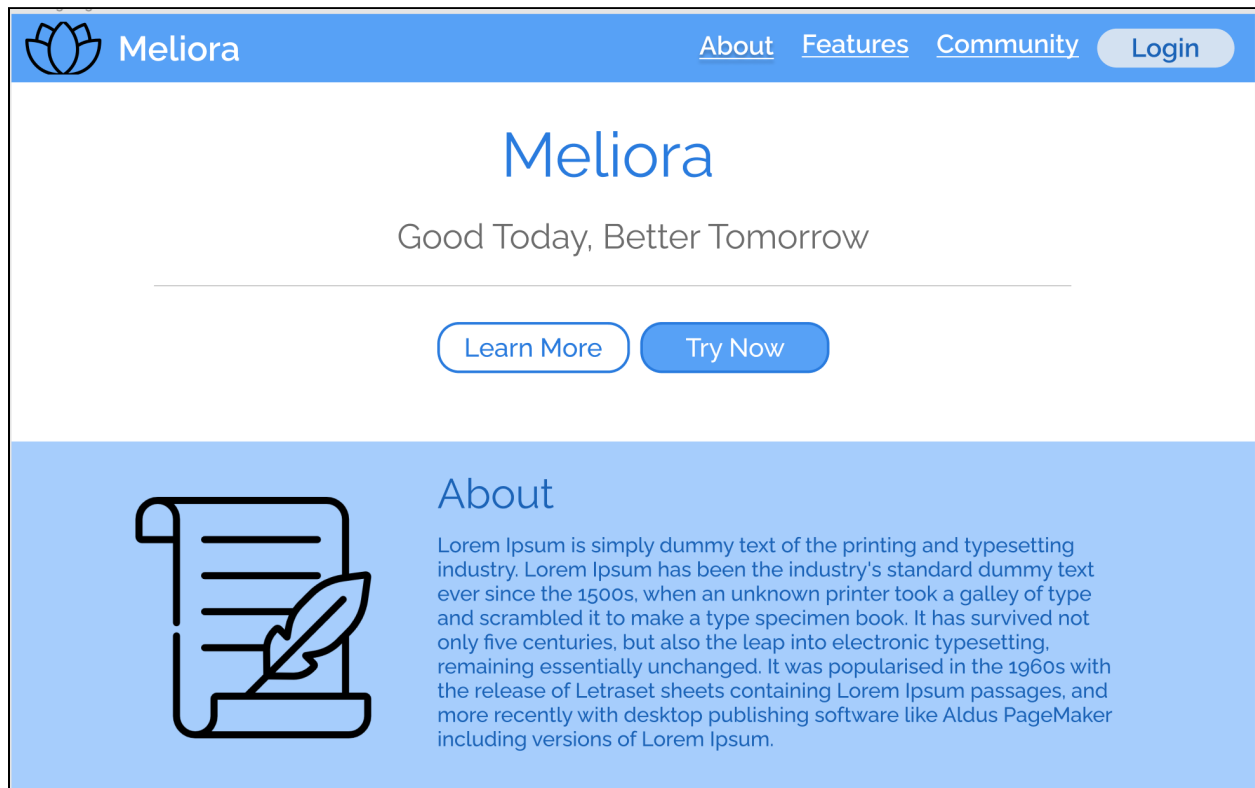 Meliora
About Features Community Login
Meliora
Good Today, Better Tomorrow
Learn More Try Now
About
Lorem Ipsum is simply dummy text of the printing and typesetting
industry. Lorem Ipsum has been the industry's standard dummy text
ever since the 1500s, when an unknown printer took a galley of type
and scrambled it to make a type specimen book. It has survived not
only five centuries, but also the leap into electronic typesetting,
remaining essentially unchanged. It was popularised in the 1960s with
the release of Letraset sheets containing Lorem Ipsum passages, and
more recently with desktop publishing software like Aldus PageMaker
including versions of Lorem Ipsum.